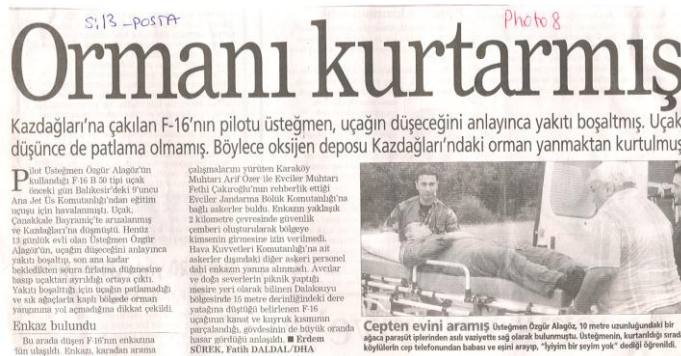 S:13 - POSTA
Photo 8
Ormanı kurtarmış
Kazdağları'na çakılan F-16'nın pilotu üsteğmen, uçağın düşeceğini anlayınca yakıtı boşaltmış. Uçak
düşünce de patlama olmamış. Böylece oksijen deposu Kazdağları'ndaki orman yanmaktan kurtulmuş
Pilot Üsteğmen Özgür Alagöz'ün
kullandığı F-16 B 50 tipi uçak
önceki gün Balıkesir'deki 9'uncu
Ana Jet Üs Komutanlığı'ndan eğitim
uçuşu için havalanmıştı. Uçak,
Çanakkale Bayramiç'te arızalanmış
ve Kazdağları'na düşmüştü. Henüz
13 günlük evli olan Üsteğmen Özgür
Alagöz'ün, uçağın düşeceğini anlayınca
yakıtı boşaltıp, son ana kadar
bekledikten sonra fırlatma düğmesine
basıp uçaktan ayrıldığı ortaya çıktı.
Yakıtı boşalttığı için uçağın patlamadığı
ve sık ağaçlarla kaplı bölgede orman
yangınına yol açmadığına dikkat çekildi.
Enkaz bulundu
Bu arada düşen F-16'nın enkazına
tün ulaşıldı. Enkazı, karadan arama
çalışmalarını yürüten Karaköy
Muhtarı Arif Özer ile Evciler Muhtarı
Fethi Çakıroğlu'nun rehberlik ettiği
Evciler Jandarma Bölük Komutanlığı'na
bağlı askerler buldu. Enkazın yaklaşık
2 kilometre çevresinde güvenlik
çemberi oluşturularak bölgeye
kimsenin girmesine izin verilmedi.
Hava Kuvvetleri Komutanlığı'na ait
askerler dışındaki diğer askeri personel
dahi enkazın yanına alınmadı. Avcılar
ve doğa severlerin piknik yaptığı
mesire yeri olarak bilinen Dalaksuyu
bölgesinde 15 metre derinliğindeki dere
yatağına düştüğü belirlenen F-16
uçağının kanat ve kuyruk kısmının
parçalandığı, gövdesinin de büyük oranda
hasar gördüğü anlaşıldı. ■ Erdem
SÜREK, Fatih DALDAL/DHA
Cepten evini aramış Üsteğmen Özgür Alagöz, 10 metre uzunluğundaki bir
ağaca paraşüt iplerinden asılı vaziyette sağ olarak bulunmuştu. Üsteğmenin, kurtarıldığı sırada
köylülerin cep telefonundan babası ve eşini arayıp, "İyiyim bir şeyim yok" dediği öğrenildi.